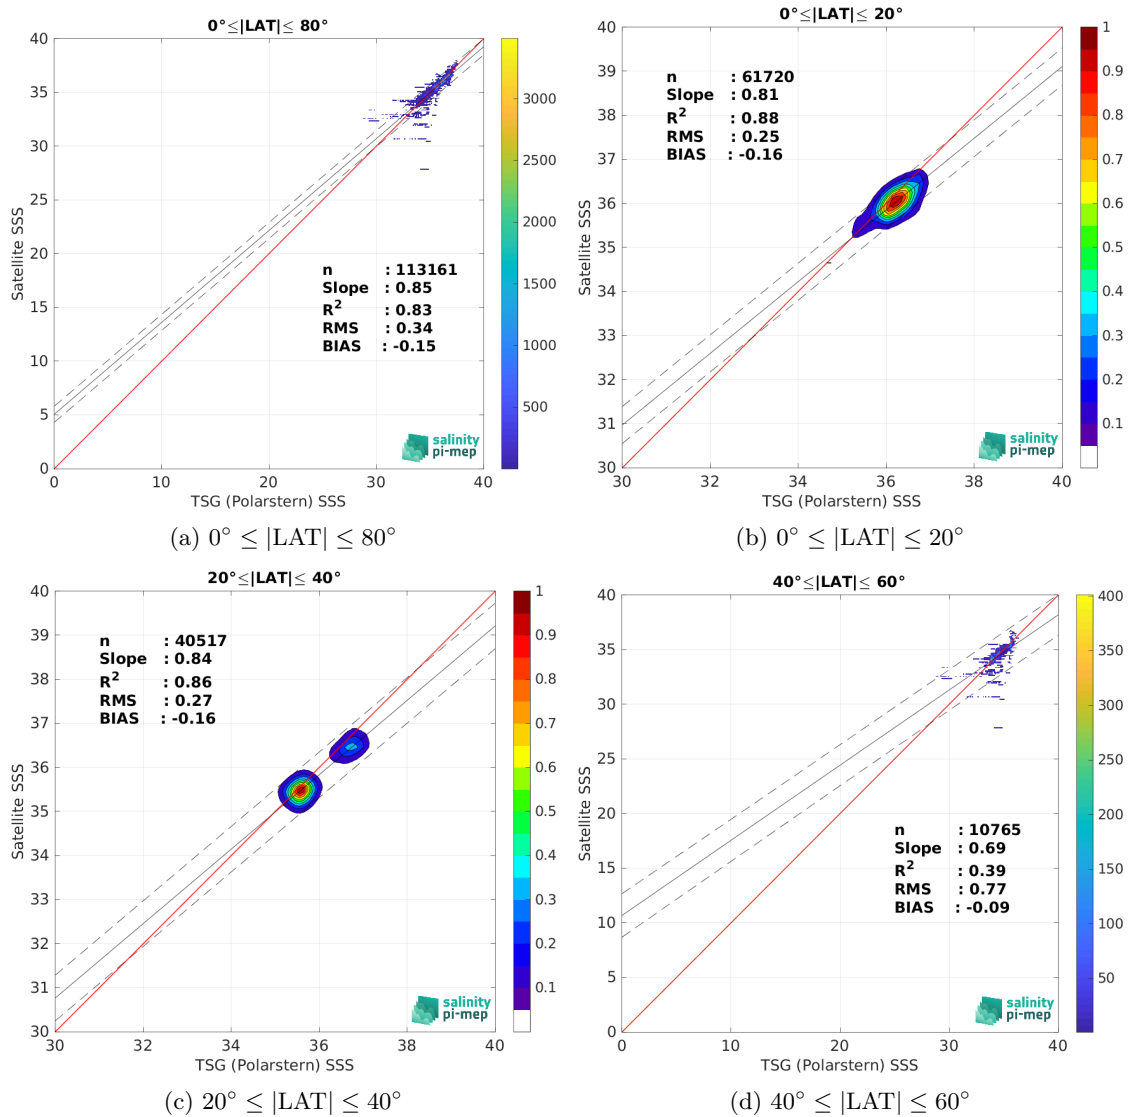 0°≤|LAT|≤ 80°
40
35
30
25
20
15
10
5
0
Satellite SSS
n : 113161
Slope : 0.85
R² : 0.83
RMS : 0.34
BIAS : -0.15
salinity
pi-mep
0 10 20 30 40
TSG (Polarstern) SSS
3000
2500
2000
1500
1000
500
(a) 0° ≤ |LAT| ≤ 80°
0°≤|LAT|≤ 20°
40
39
38
37
36
35
34
33
32
31
30
Satellite SSS
n : 61720
Slope : 0.81
R² : 0.88
RMS : 0.25
BIAS : -0.16
salinity
pi-mep
30 32 34 36 38 40
TSG (Polarstern) SSS
1
0.9
0.8
0.7
0.6
0.5
0.4
0.3
0.2
0.1
(b) 0° ≤ |LAT| ≤ 20°
20°≤|LAT|≤ 40°
40
39
38
37
36
35
34
33
32
31
30
Satellite SSS
n : 40517
Slope : 0.84
R² : 0.86
RMS : 0.27
BIAS : -0.16
salinity
pi-mep
30 32 34 36 38 40
TSG (Polarstern) SSS
1
0.9
0.8
0.7
0.6
0.5
0.4
0.3
0.2
0.1
(c) 20° ≤ |LAT| ≤ 40°
40°≤|LAT|≤ 60°
40
35
30
25
20
15
10
5
0
Satellite SSS
n : 10765
Slope : 0.69
R² : 0.39
RMS : 0.77
BIAS : -0.09
salinity
pi-mep
0 10 20 30 40
TSG (Polarstern) SSS
400
350
300
250
200
150
100
50
(d) 40° ≤ |LAT| ≤ 60°